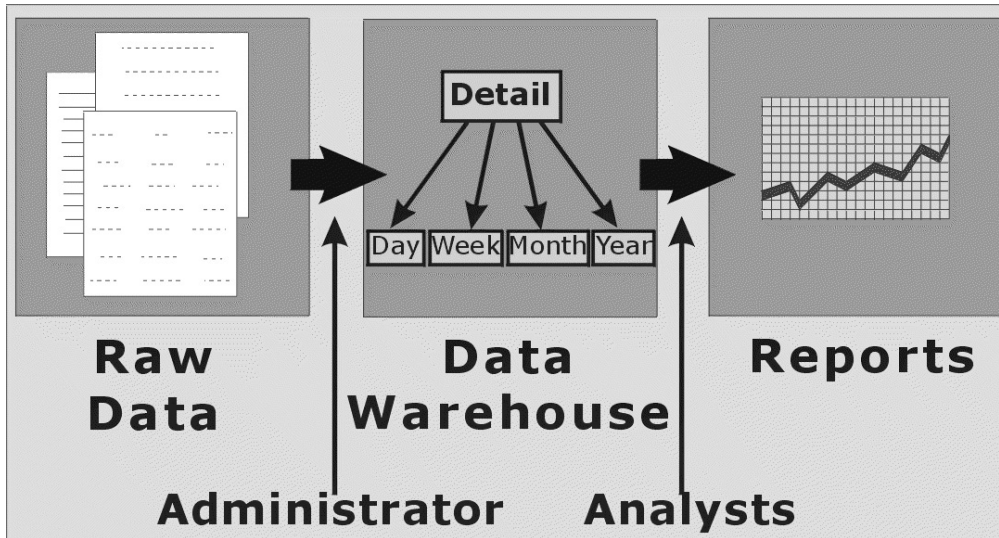 Detail
Day Week Month Year
Raw
Data
Data
Warehouse
Reports
Administrator
Analysts